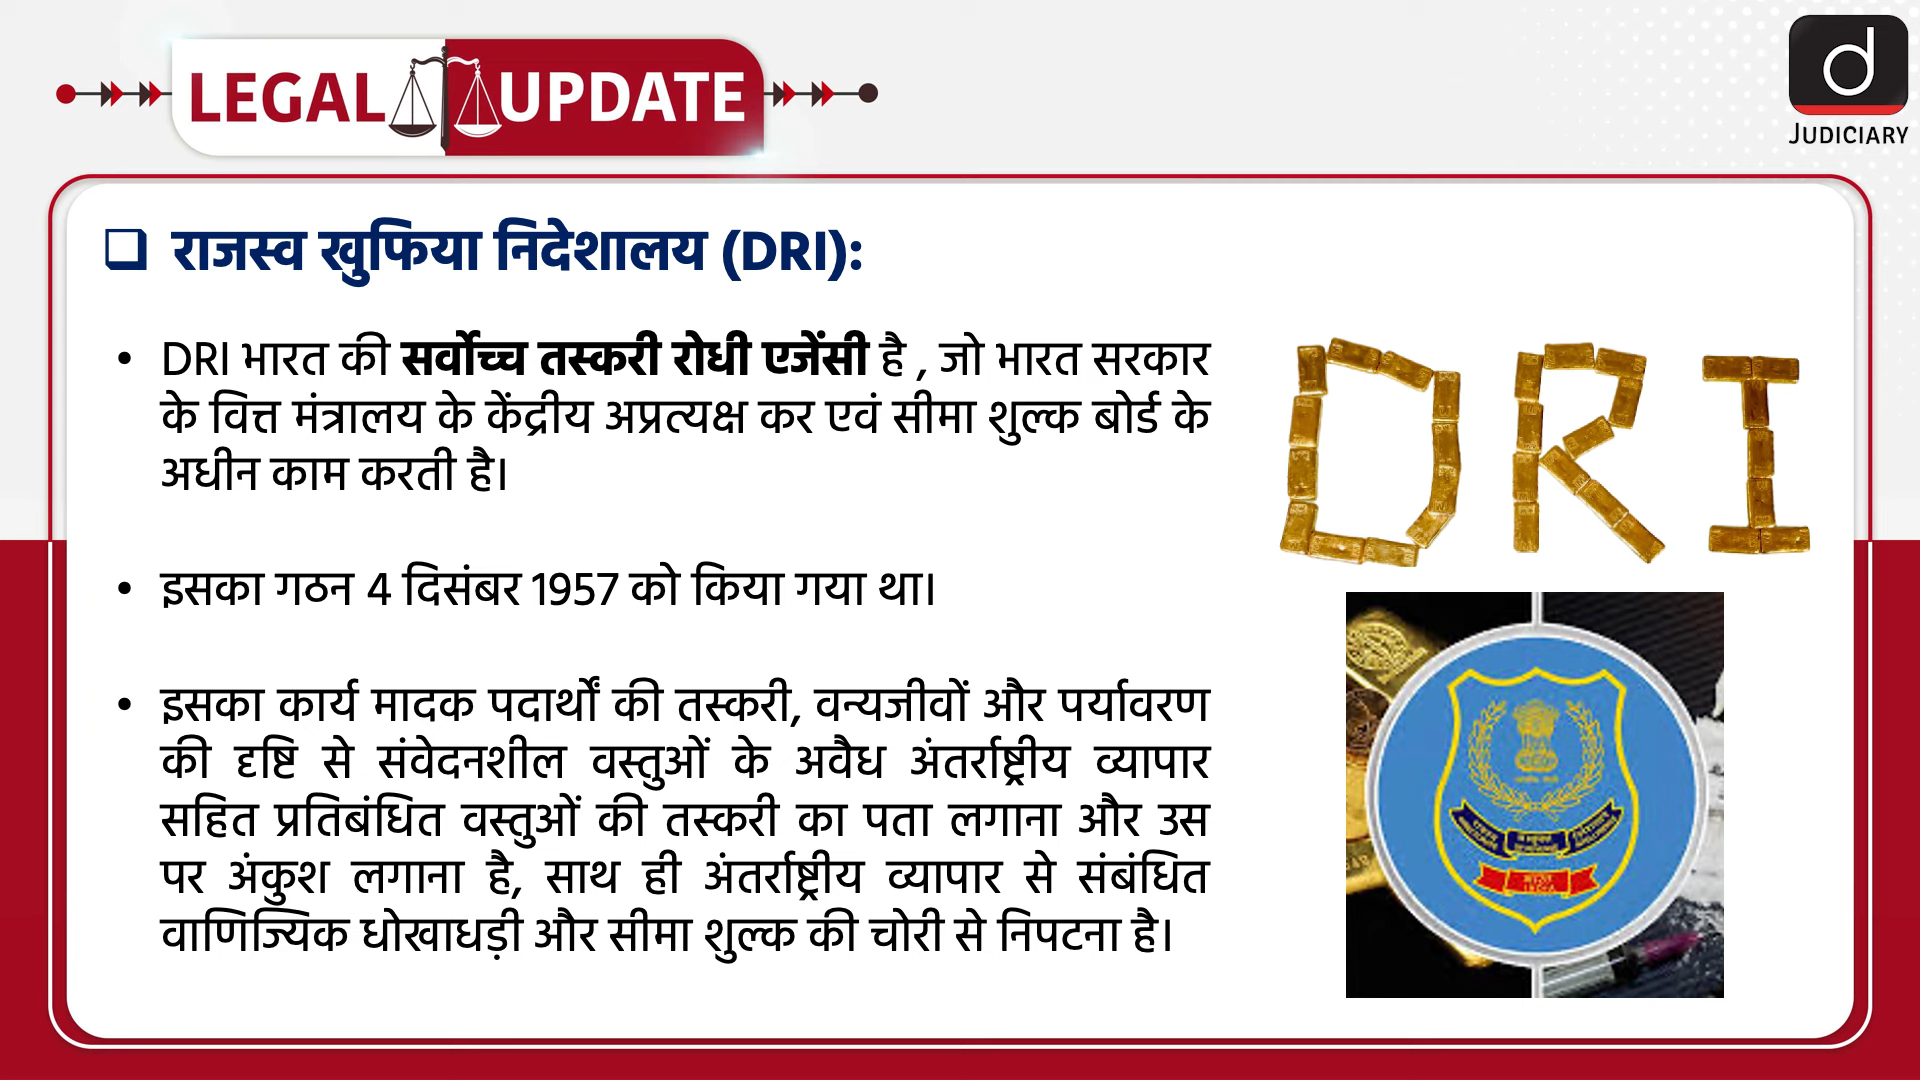 LEGAL UPDATE
d
JUDICIARY
❑ राजस्व खुफिया निदेशालय (DRI):
• DRI भारत की सर्वोच्च तस्करी रोधी एजेंसी है , जो भारत सरकार
के वित्त मंत्रालय के केंद्रीय अप्रत्यक्ष कर एवं सीमा शुल्क बोर्ड के
अधीन काम करती है।
• इसका गठन 4 दिसंबर 1957 को किया गया था।
• इसका कार्य मादक पदार्थों की तस्करी, वन्यजीवों और पर्यावरण
की दृष्टि से संवेदनशील वस्तुओं के अवैध अंतर्राष्ट्रीय व्यापार
सहित प्रतिबंधित वस्तुओं की तस्करी का पता लगाना और उस
पर अंकुश लगाना है, साथ ही अंतर्राष्ट्रीय व्यापार से संबंधित
वाणिज्यिक धोखाधड़ी और सीमा शुल्क की चोरी से निपटना है।
DRI